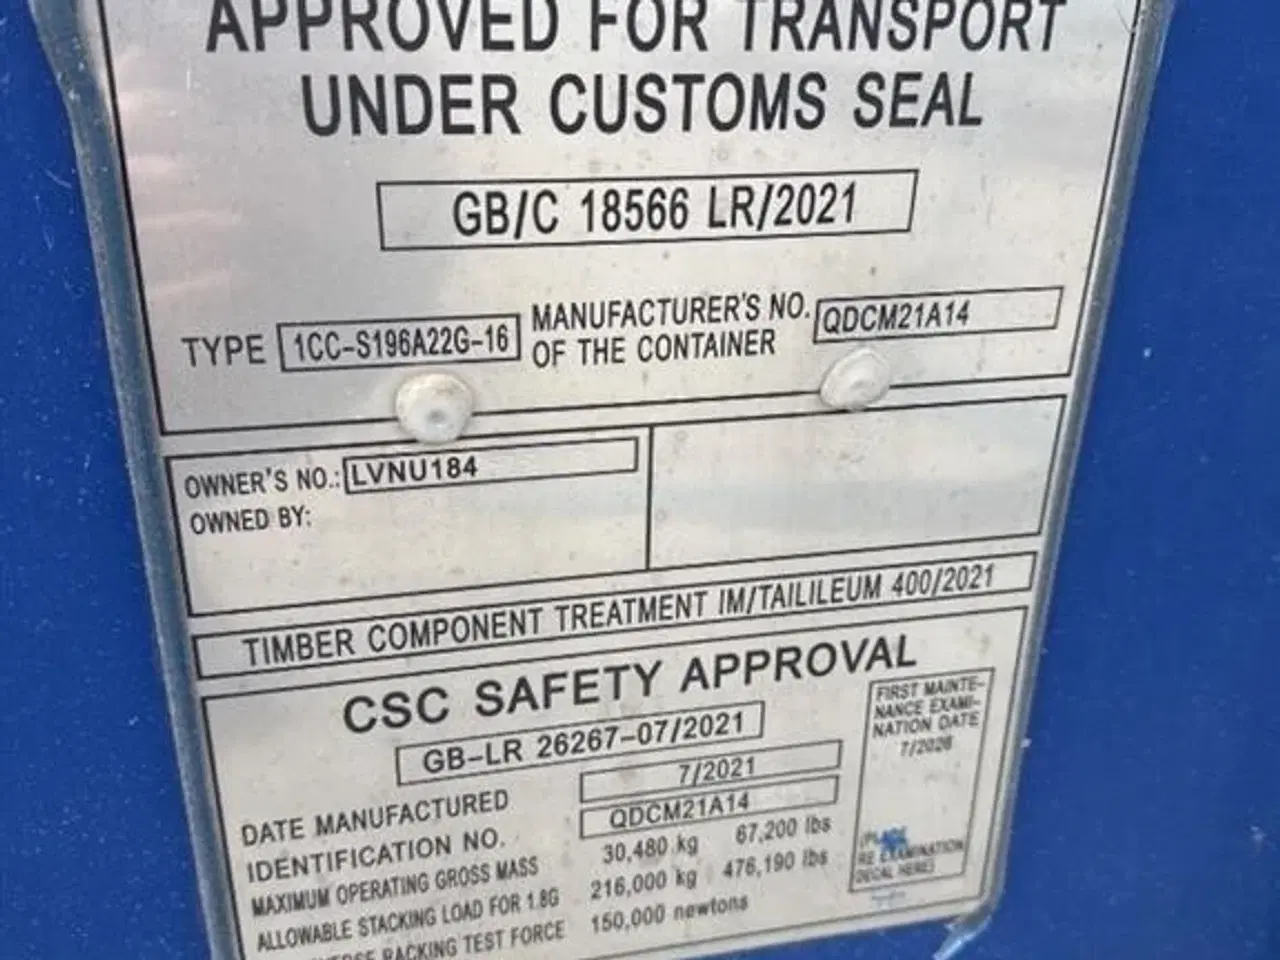 APPROVED FOR TRANSPORT
UNDER CUSTOMS SEAL
GB/C 18566 LR/2021
TYPE 1CC-S196A22G-16
MANUFACTURER'S NO.
OF THE CONTAINER
QDCM21A14
OWNER'S NO.: LVNU184
OWNED BY:
TIMBER COMPONENT TREATMENT IM/TAILILEUM 400/2021
CSC SAFETY APPROVAL
GB-LR 26267-07/2021
DATE MANUFACTURED 7/2021
IDENTIFICATION NO. QDCM21A14
MAXIMUM OPERATING GROSS MASS 30,480 kg 67,200 lbs
ALLOWABLE STACKING LOAD FOR 1.8G 216,000 kg 476,190 lbs
RACKING TEST FORCE 150,000 newtons
FIRST MAINTE-
NANCE EXAMI-
NATION DATE
7/2026
(PLACE
RE EXAMINATION
DECAL HERE)